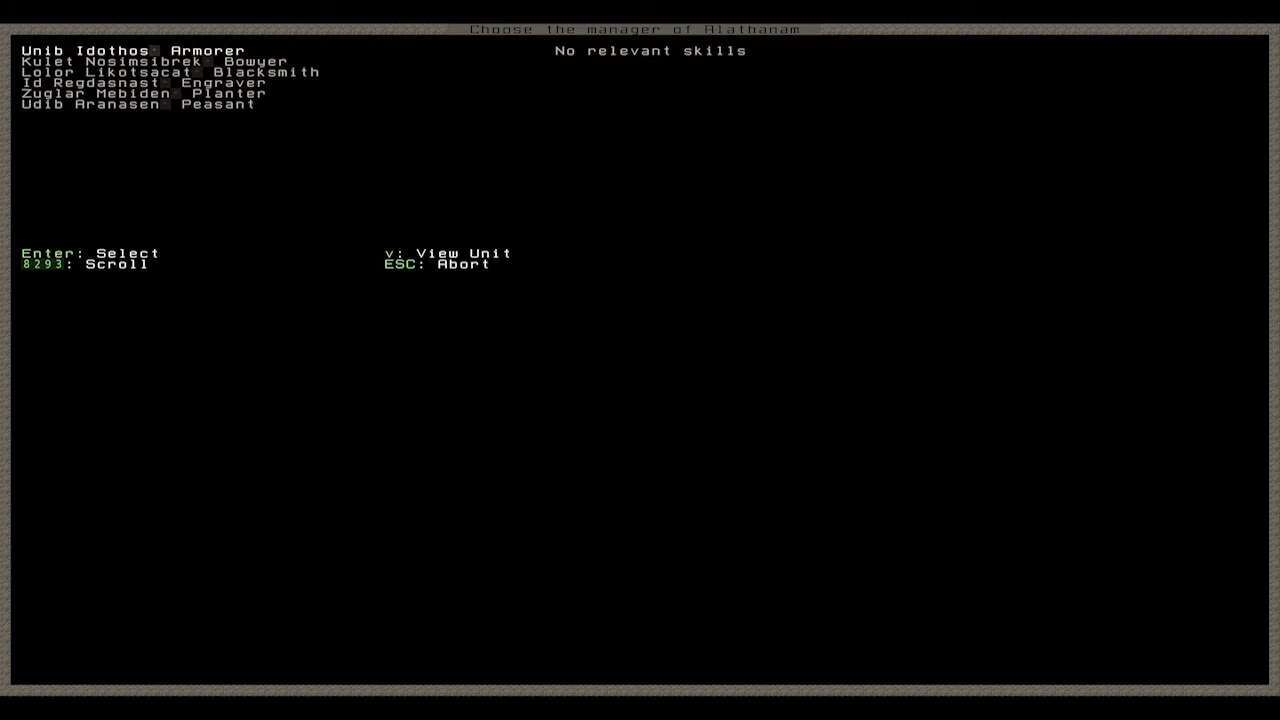 Choose the manager of Alathanam
Unib Idothos, Armorer No relevant skills
Kulet Nosimsibrek, Bowyer
Lolor Likotsacat, Blacksmith
Id Regdasnast, Engraver
Zuglar Mebiden, Planter
Udib Aranasen, Peasant
Enter: Select v: View Unit
8293: Scroll ESC: Abort